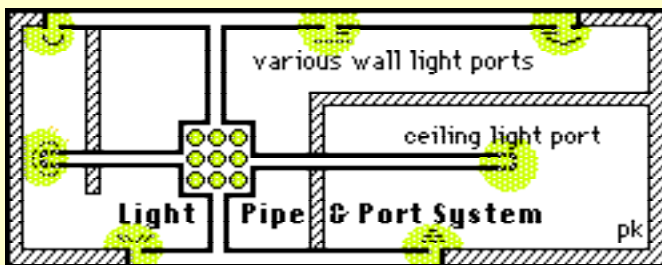 various wall light ports
ceiling light port
Light Pipe & Port System
pk